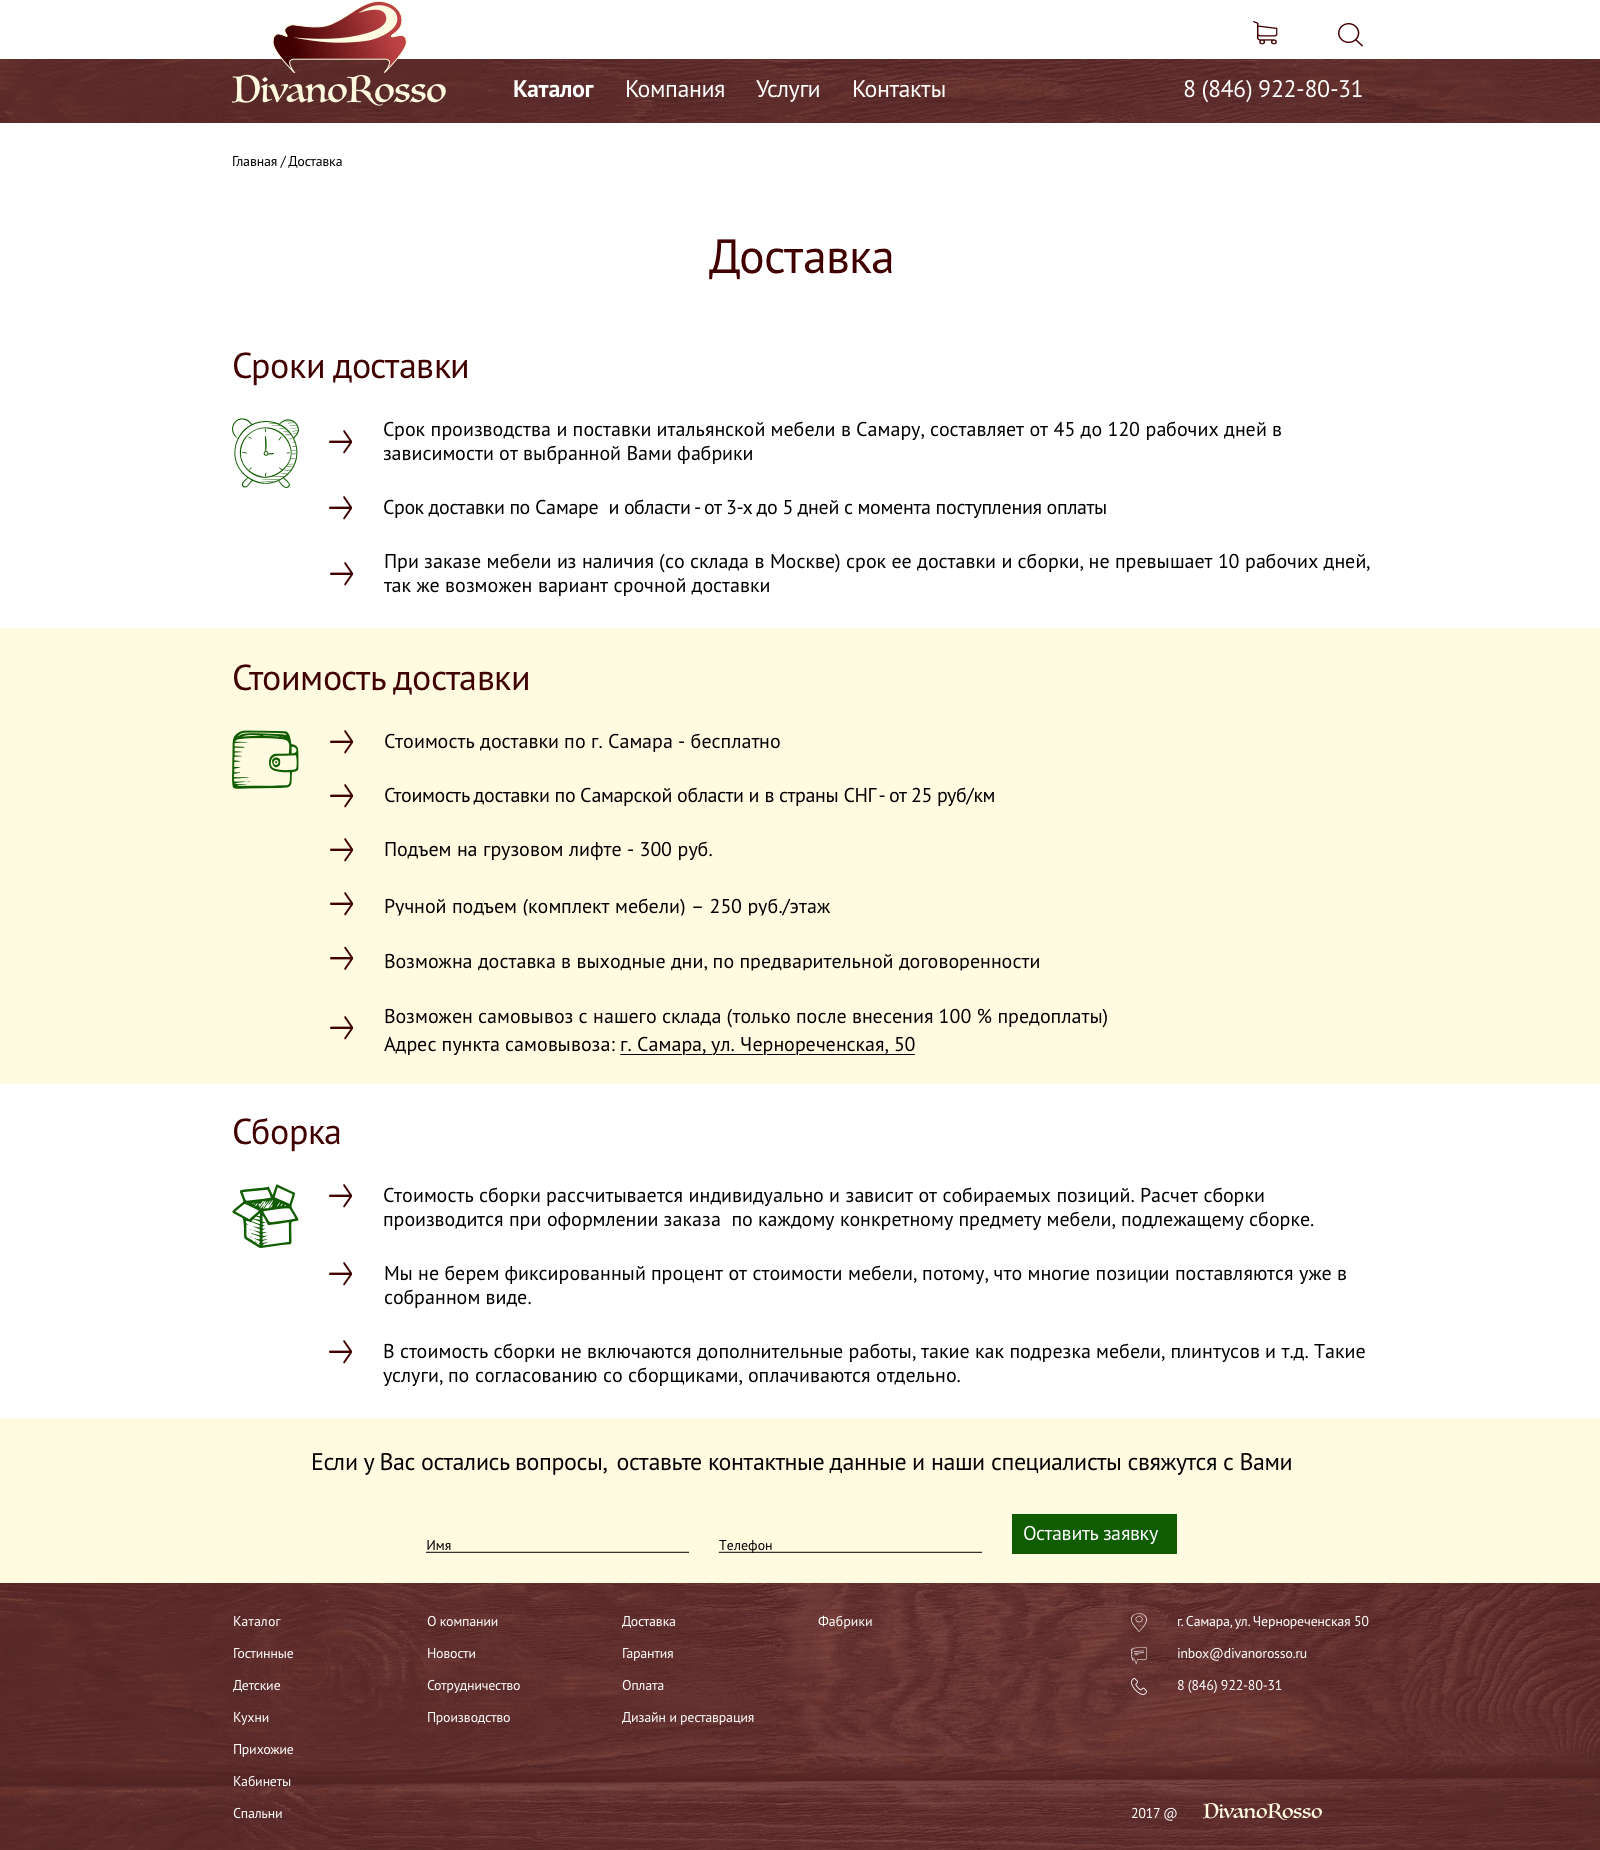 DivanoRosso
Каталог Компания Услуги Контакты 8 (846) 922-80-31
Главная / Доставка
Доставка
Сроки доставки
Срок производства и поставки итальянской мебели в Самару, составляет от 45 до 120 рабочих дней в
зависимости от выбранной Вами фабрики
Срок доставки по Самаре и области - от 3-х до 5 дней с момента поступления оплаты
При заказе мебели из наличия (со склада в Москве) срок ее доставки и сборки, не превышает 10 рабочих дней,
так же возможен вариант срочной доставки
Стоимость доставки
Стоимость доставки по г. Самара - бесплатно
Стоимость доставки по Самарской области и в страны СНГ - от 25 руб/км
Подъем на грузовом лифте - 300 руб.
Ручной подъем (комплект мебели) – 250 руб./этаж
Возможна доставка в выходные дни, по предварительной договоренности
Возможен самовывоз с нашего склада (только после внесения 100 % предоплаты)
Адрес пункта самовывоза: г. Самара, ул. Чернореченская, 50
Сборка
Стоимость сборки рассчитывается индивидуально и зависит от собираемых позиций. Расчет сборки
производится при оформлении заказа по каждому конкретному предмету мебели, подлежащему сборке.
Мы не берем фиксированный процент от стоимости мебели, потому, что многие позиции поставляются уже в
собранном виде.
В стоимость сборки не включаются дополнительные работы, такие как подрезка мебели, плинтусов и т.д. Такие
услуги, по согласованию со сборщиками, оплачиваются отдельно.
Если у Вас остались вопросы, оставьте контактные данные и наши специалисты свяжутся с Вами
Имя Телефон Оставить заявку
Каталог О компании Доставка Фабрики г. Самара, ул. Чернореченская 50
Гостинные Новости Гарантия inbox@divanorosso.ru
Детские Сотрудничество Оплата 8 (846) 922-80-31
Кухни Производство Дизайн и реставрация
Прихожие
Кабинеты
Спальни 2017 @ DivanoRosso